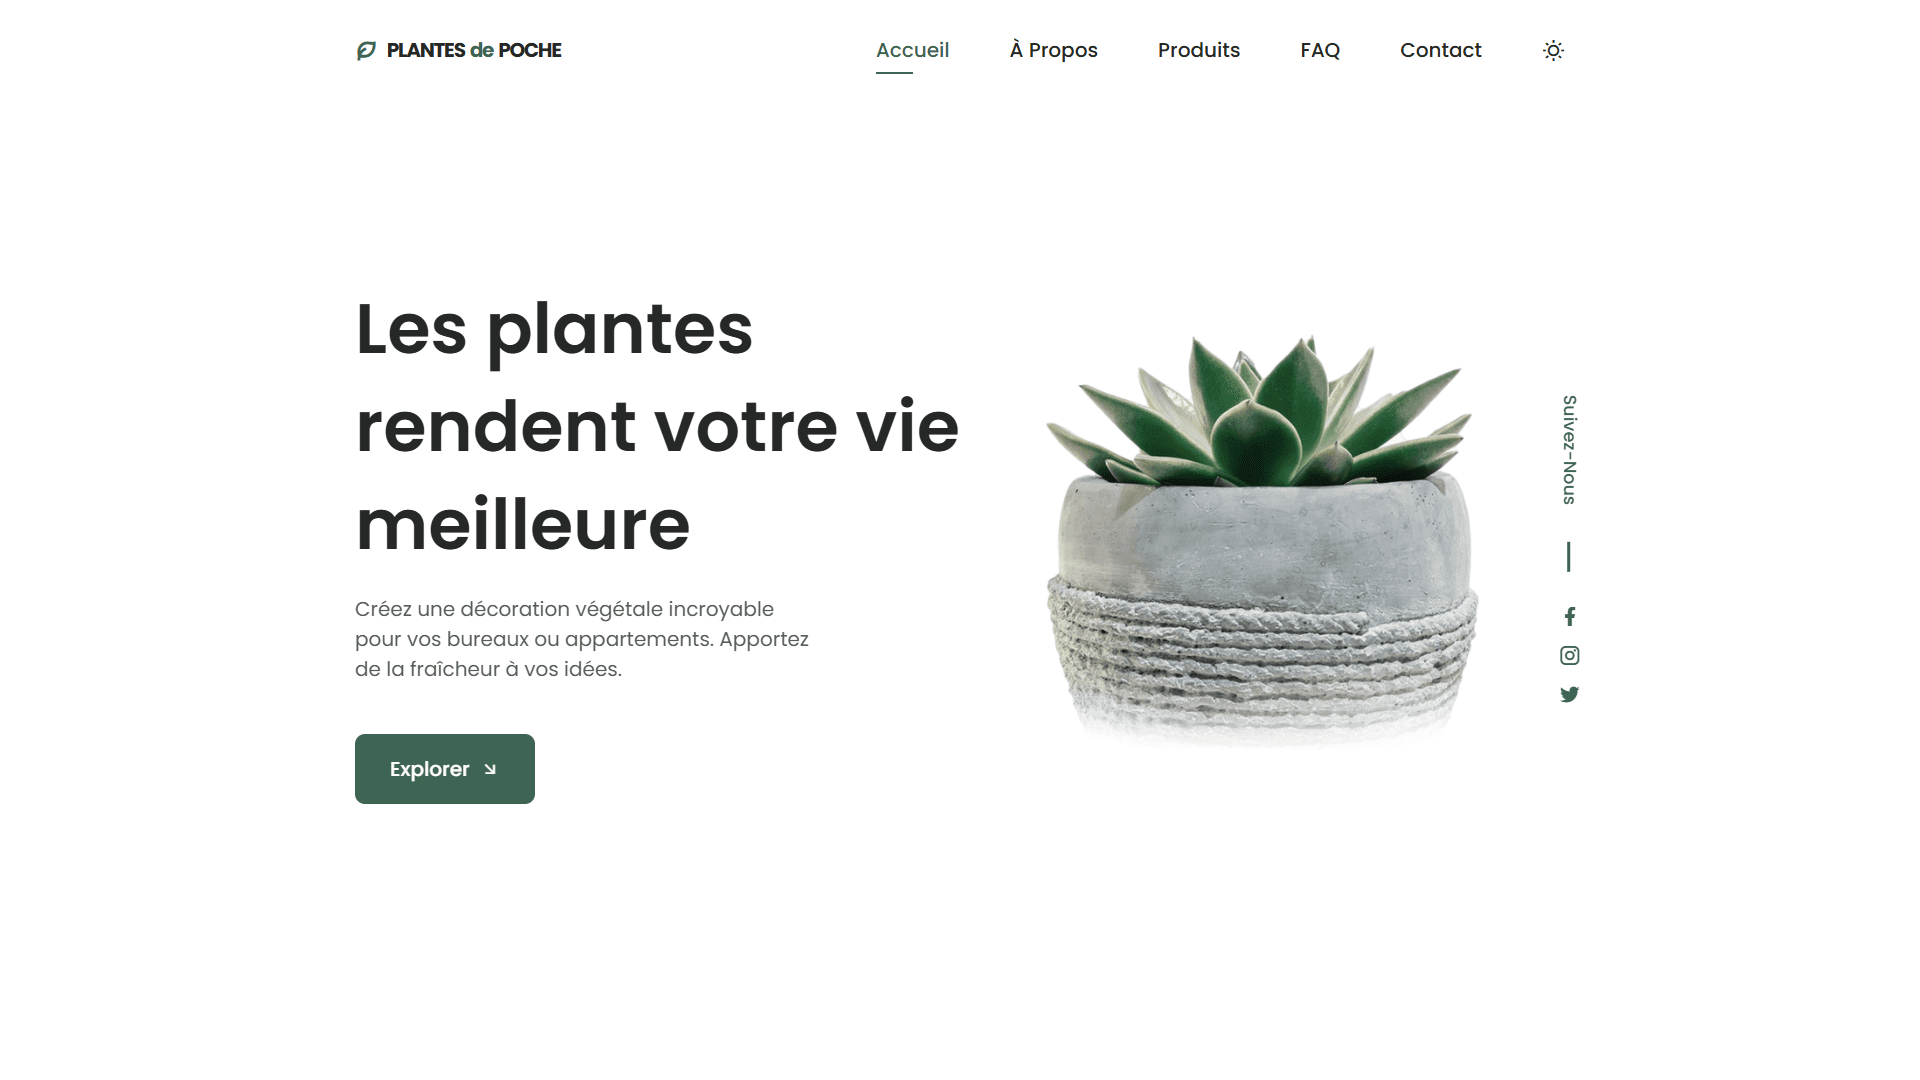 PLANTES de POCHE
Accueil
À Propos
Produits
FAQ
Contact
Les plantes
rendent votre vie
meilleure
Créez une décoration végétale incroyable
pour vos bureaux ou appartements. Apportez
de la fraîcheur à vos idées.
Explorer
Suivez-Nous